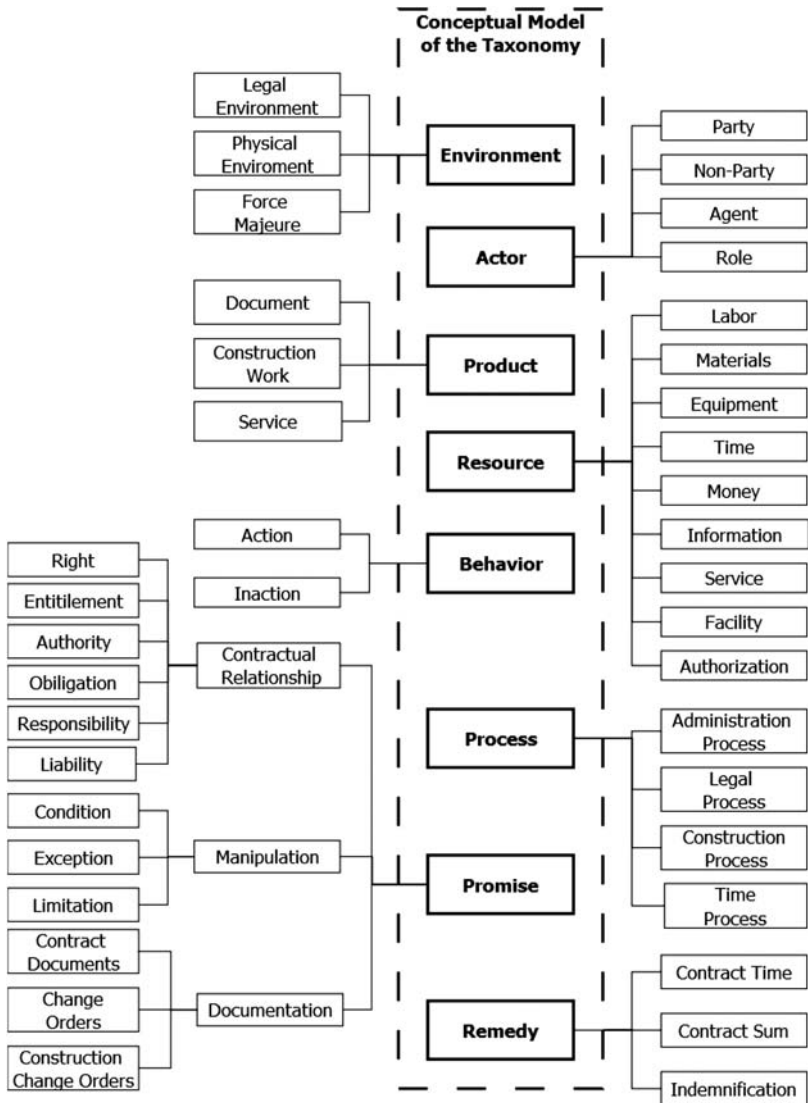 Conceptual Model
of the Taxonomy
Legal
Environment
Physical
Enviroment
Force
Majeure
Environment
Party
Non-Party
Agent
Role
Actor
Document
Construction
Work
Service
Product
Labor
Materials
Equipment
Time
Money
Information
Service
Facility
Authorization
Resource
Action
Inaction
Behavior
Right
Entitilement
Authority
Obiligation
Responsibility
Liability
Contractual
Relationship
Process
Administration
Process
Legal
Process
Construction
Process
Time
Process
Condition
Exception
Limitation
Manipulation
Promise
Contract
Documents
Change
Orders
Construction
Change Orders
Documentation
Remedy
Contract Time
Contract Sum
Indemnification